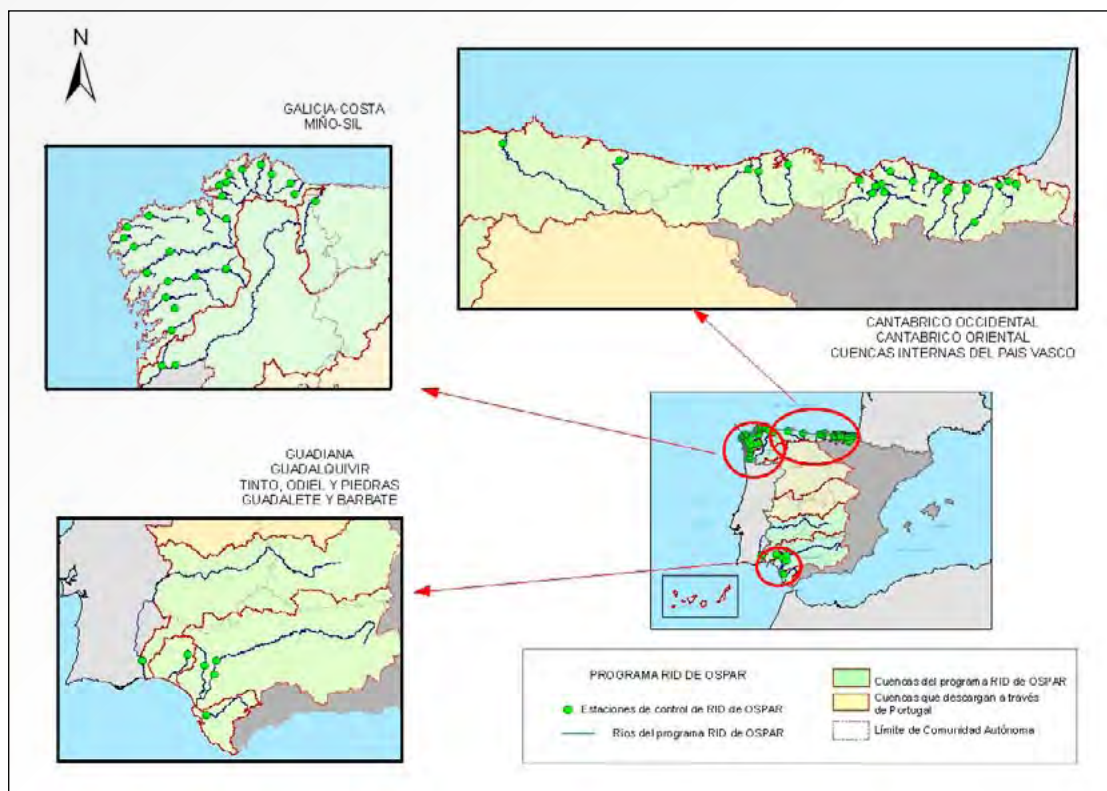 N
GALICIA-COSTA
MIÑO-SIL
CANTABRICO OCCIDENTAL
CANTABRICO ORIENTAL
CUENCAS INTERNAS DEL PAIS VASCO
GUADIANA
GUADALQUIVIR
TINTO, ODIEL Y PIEDRAS
GUADALETE Y BARBATE
PROGRAMA RID DE OSPAR
Estaciones de control de RID de OSPAR
Ríos del programa RID de OSPAR
Cuencas del programa RID de OSPAR
Cuencas que descargan a través
de Portugal
Límite de Comunidad Autónoma